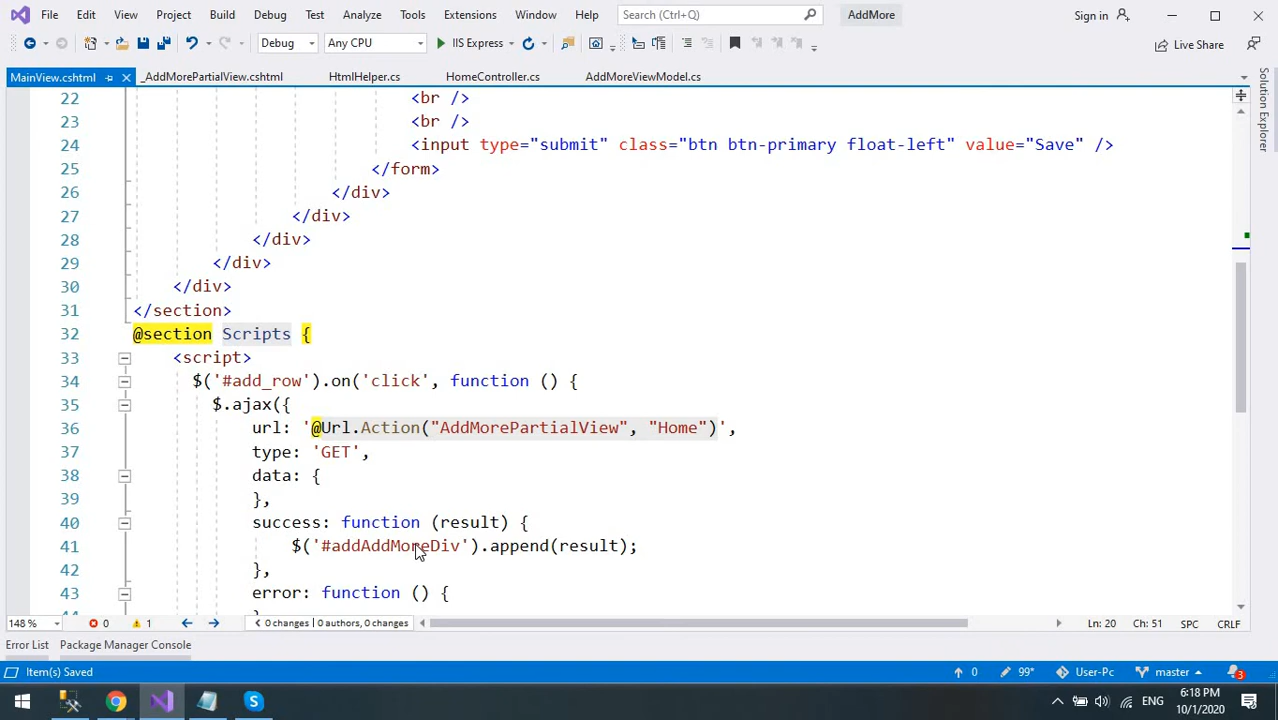 File Edit View Project Build Debug Test Analyze Tools Extensions Window Help Search (Ctrl+Q) AddMore Sign in
Debug Any CPU IIS Express Live Share
MainView.cshtml _AddMorePartialView.cshtml HtmlHelper.cs HomeController.cs AddMoreViewModel.cs
Solution Explorer
22 <br />
23 <br />
24 <input type="submit" class="btn btn-primary float-left" value="Save" />
25 </form>
26 </div>
27 </div>
28 </div>
29 </div>
30 </div>
31 </section>
32 @section Scripts {
33 <script>
34 $('#add_row').on('click', function () {
35 $.ajax({
36 url: '@Url.Action("AddMorePartialView", "Home")',
37 type: 'GET',
38 data: {
39 },
40 success: function (result) {
41 $('#addAddMoreDiv').append(result);
42 },
43 error: function () {
44 }
148 % 0 1 0 changes | 0 authors, 0 changes Ln: 20 Ch: 51 SPC CRLF
Error List Package Manager Console
Item(s) Saved 0 99* User-Pc master 3
ENG 6:18 PM
10/1/2020